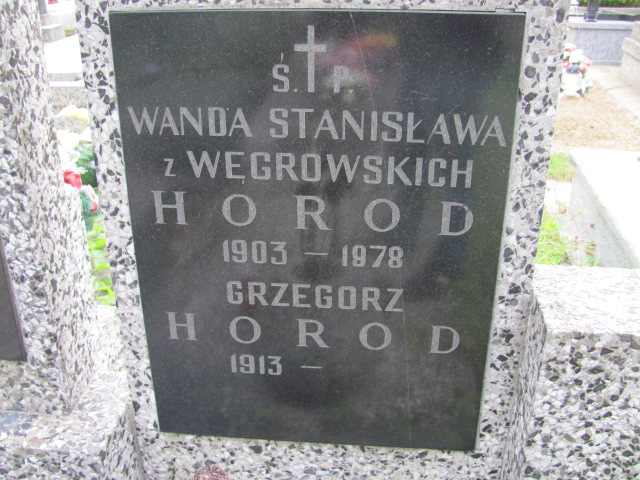 Ś. P
WANDA STANISŁAWA
z WĘGROWSKICH
HOROD
1903 — 1978
GRZEGORZ
HOROD
1913 —